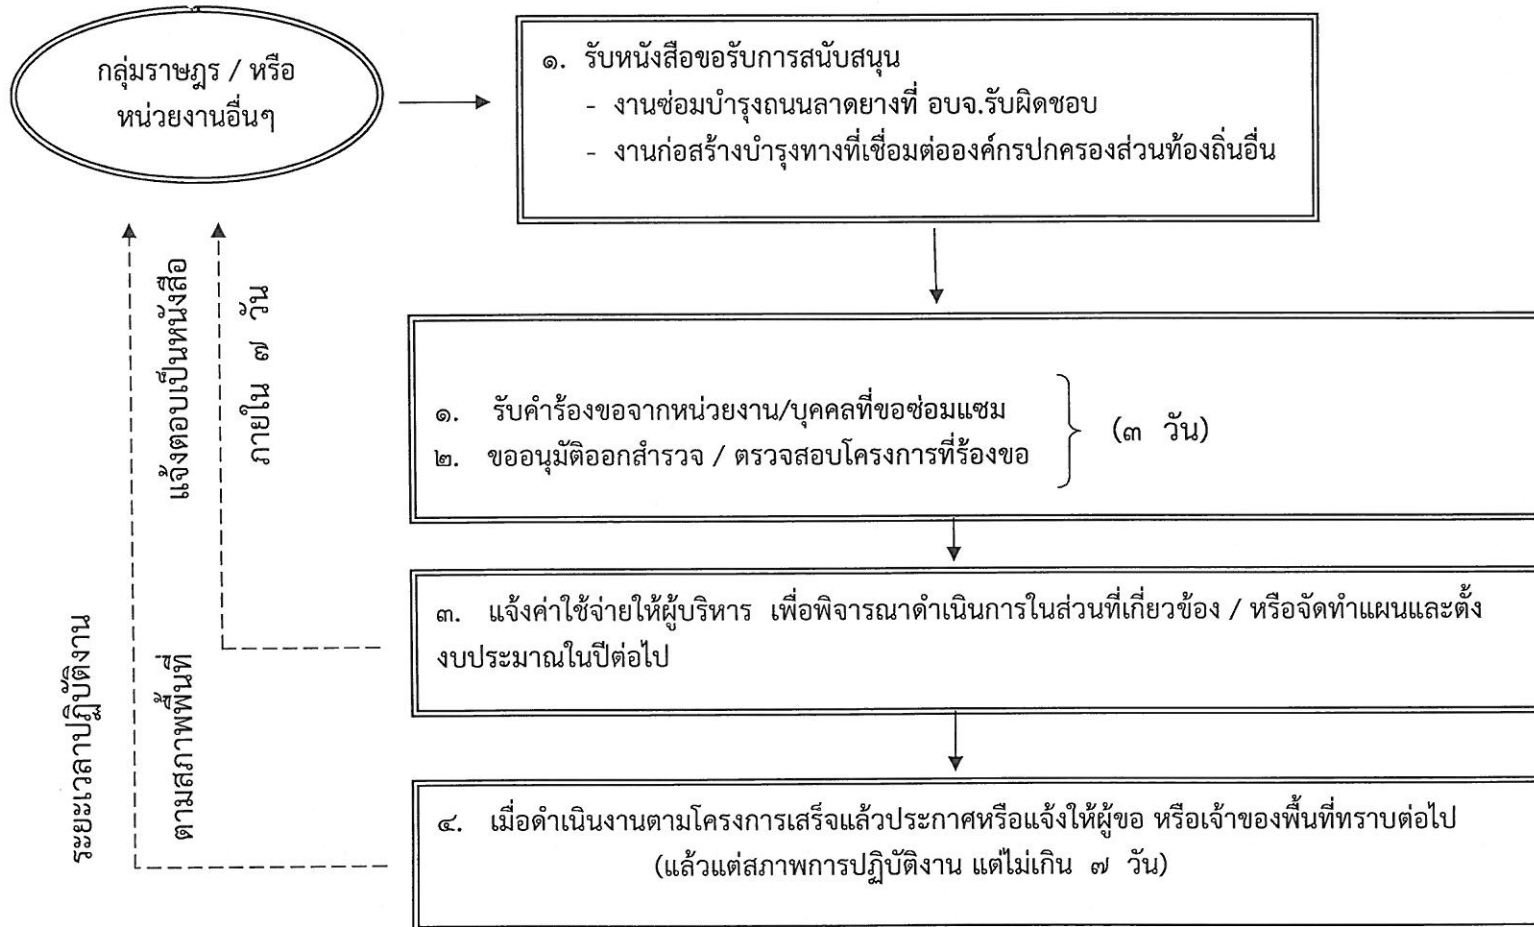 กลุ่มราษฎร / หรือ
หน่วยงานอื่นๆ
๑. รับหนังสือขอรับการสนับสนุน
- งานซ่อมบำรุงถนนลาดยางที่ อบจ.รับผิดชอบ
- งานก่อสร้างบำรุงทางที่เชื่อมต่อองค์กรปกครองส่วนท้องถิ่นอื่น
แจ้งตอบเป็นหนังสือ
ภายใน ๗ วัน
๑. รับคำร้องขอจากหน่วยงาน/บุคคลที่ขอซ่อมแซม
๒. ขออนุมัติออกสำรวจ / ตรวจสอบโครงการที่ร้องขอ
(๓ วัน)
๓. แจ้งค่าใช้จ่ายให้ผู้บริหาร เพื่อพิจารณาดำเนินการในส่วนที่เกี่ยวข้อง / หรือจัดทำแผนและตั้ง
งบประมาณในปีต่อไป
ระยะเวลาปฏิบัติงาน
ตามสภาพพื้นที่
๔. เมื่อดำเนินงานตามโครงการเสร็จแล้วประกาศหรือแจ้งให้ผู้ขอ หรือเจ้าของพื้นที่ทราบต่อไป
(แล้วแต่สภาพการปฏิบัติงาน แต่ไม่เกิน ๗ วัน)